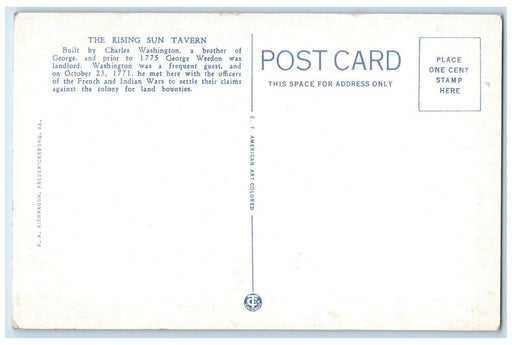 THE RISING SUN TAVERN
Built by Charles Washington, a brother of
George, and prior to 1775 George Weedon was
landlord. Washington was a frequent guest, and
on October 23, 1771, he met here with the officers
of the French and Indian Wars to settle their claims
against the colony for land bounties.
R. A. KISHPAUGH, FREDERICKSBURG, VA.
C. T. AMERICAN ART COLORED
POST CARD
THIS SPACE FOR ADDRESS ONLY
PLACE
ONE CENT
STAMP
HERE